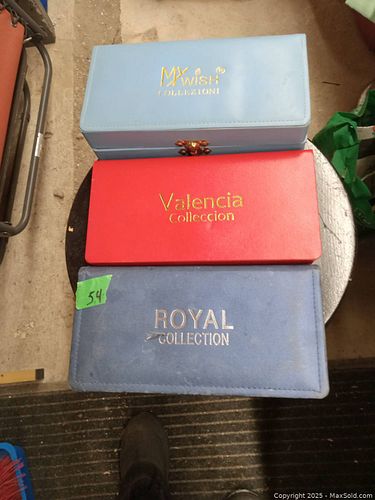 MY WISH
COLLEZIONI
Valencia
Colleccion
54
ROYAL
COLLECTION
Copyright 2025 - MaxSold.com